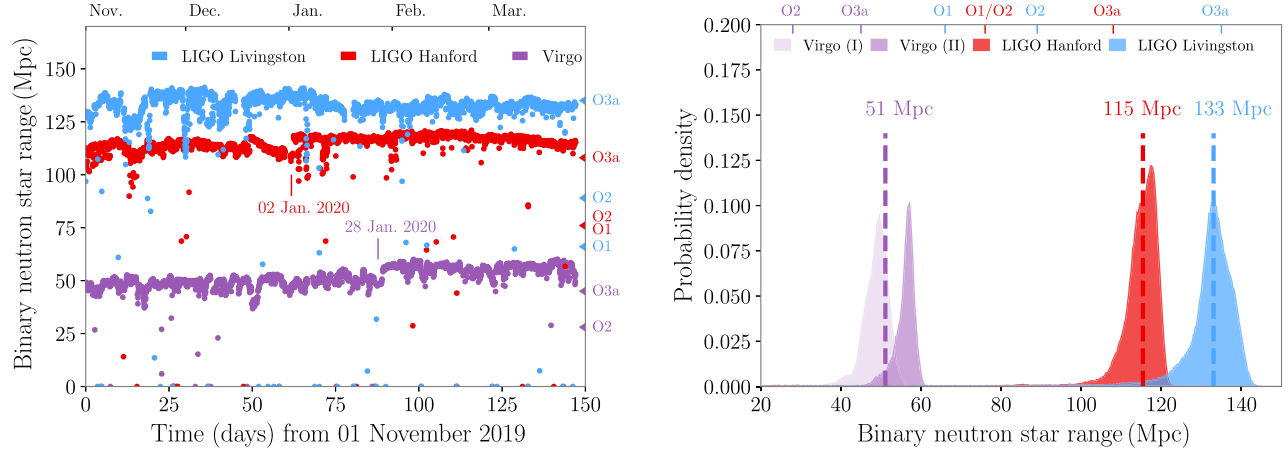 Nov. Dec. Jan. Feb. Mar.
LIGO Livingston LIGO Hanford Virgo
Binary neutron star range (Mpc)
150
125
100
75
50
25
0
02 Jan. 2020
28 Jan. 2020
O3a
O3a
O2
O2
O1
O1
O3a
O2
0 25 50 75 100 125 150
Time (days) from 01 November 2019
O2 O3a O1 O1/O2 O2 O3a O3a
Virgo (I) Virgo (II) LIGO Hanford LIGO Livingston
51 Mpc 115 Mpc 133 Mpc
Probability density
0.200
0.175
0.150
0.125
0.100
0.075
0.050
0.025
0.000
20 40 60 80 100 120 140
Binary neutron star range (Mpc)